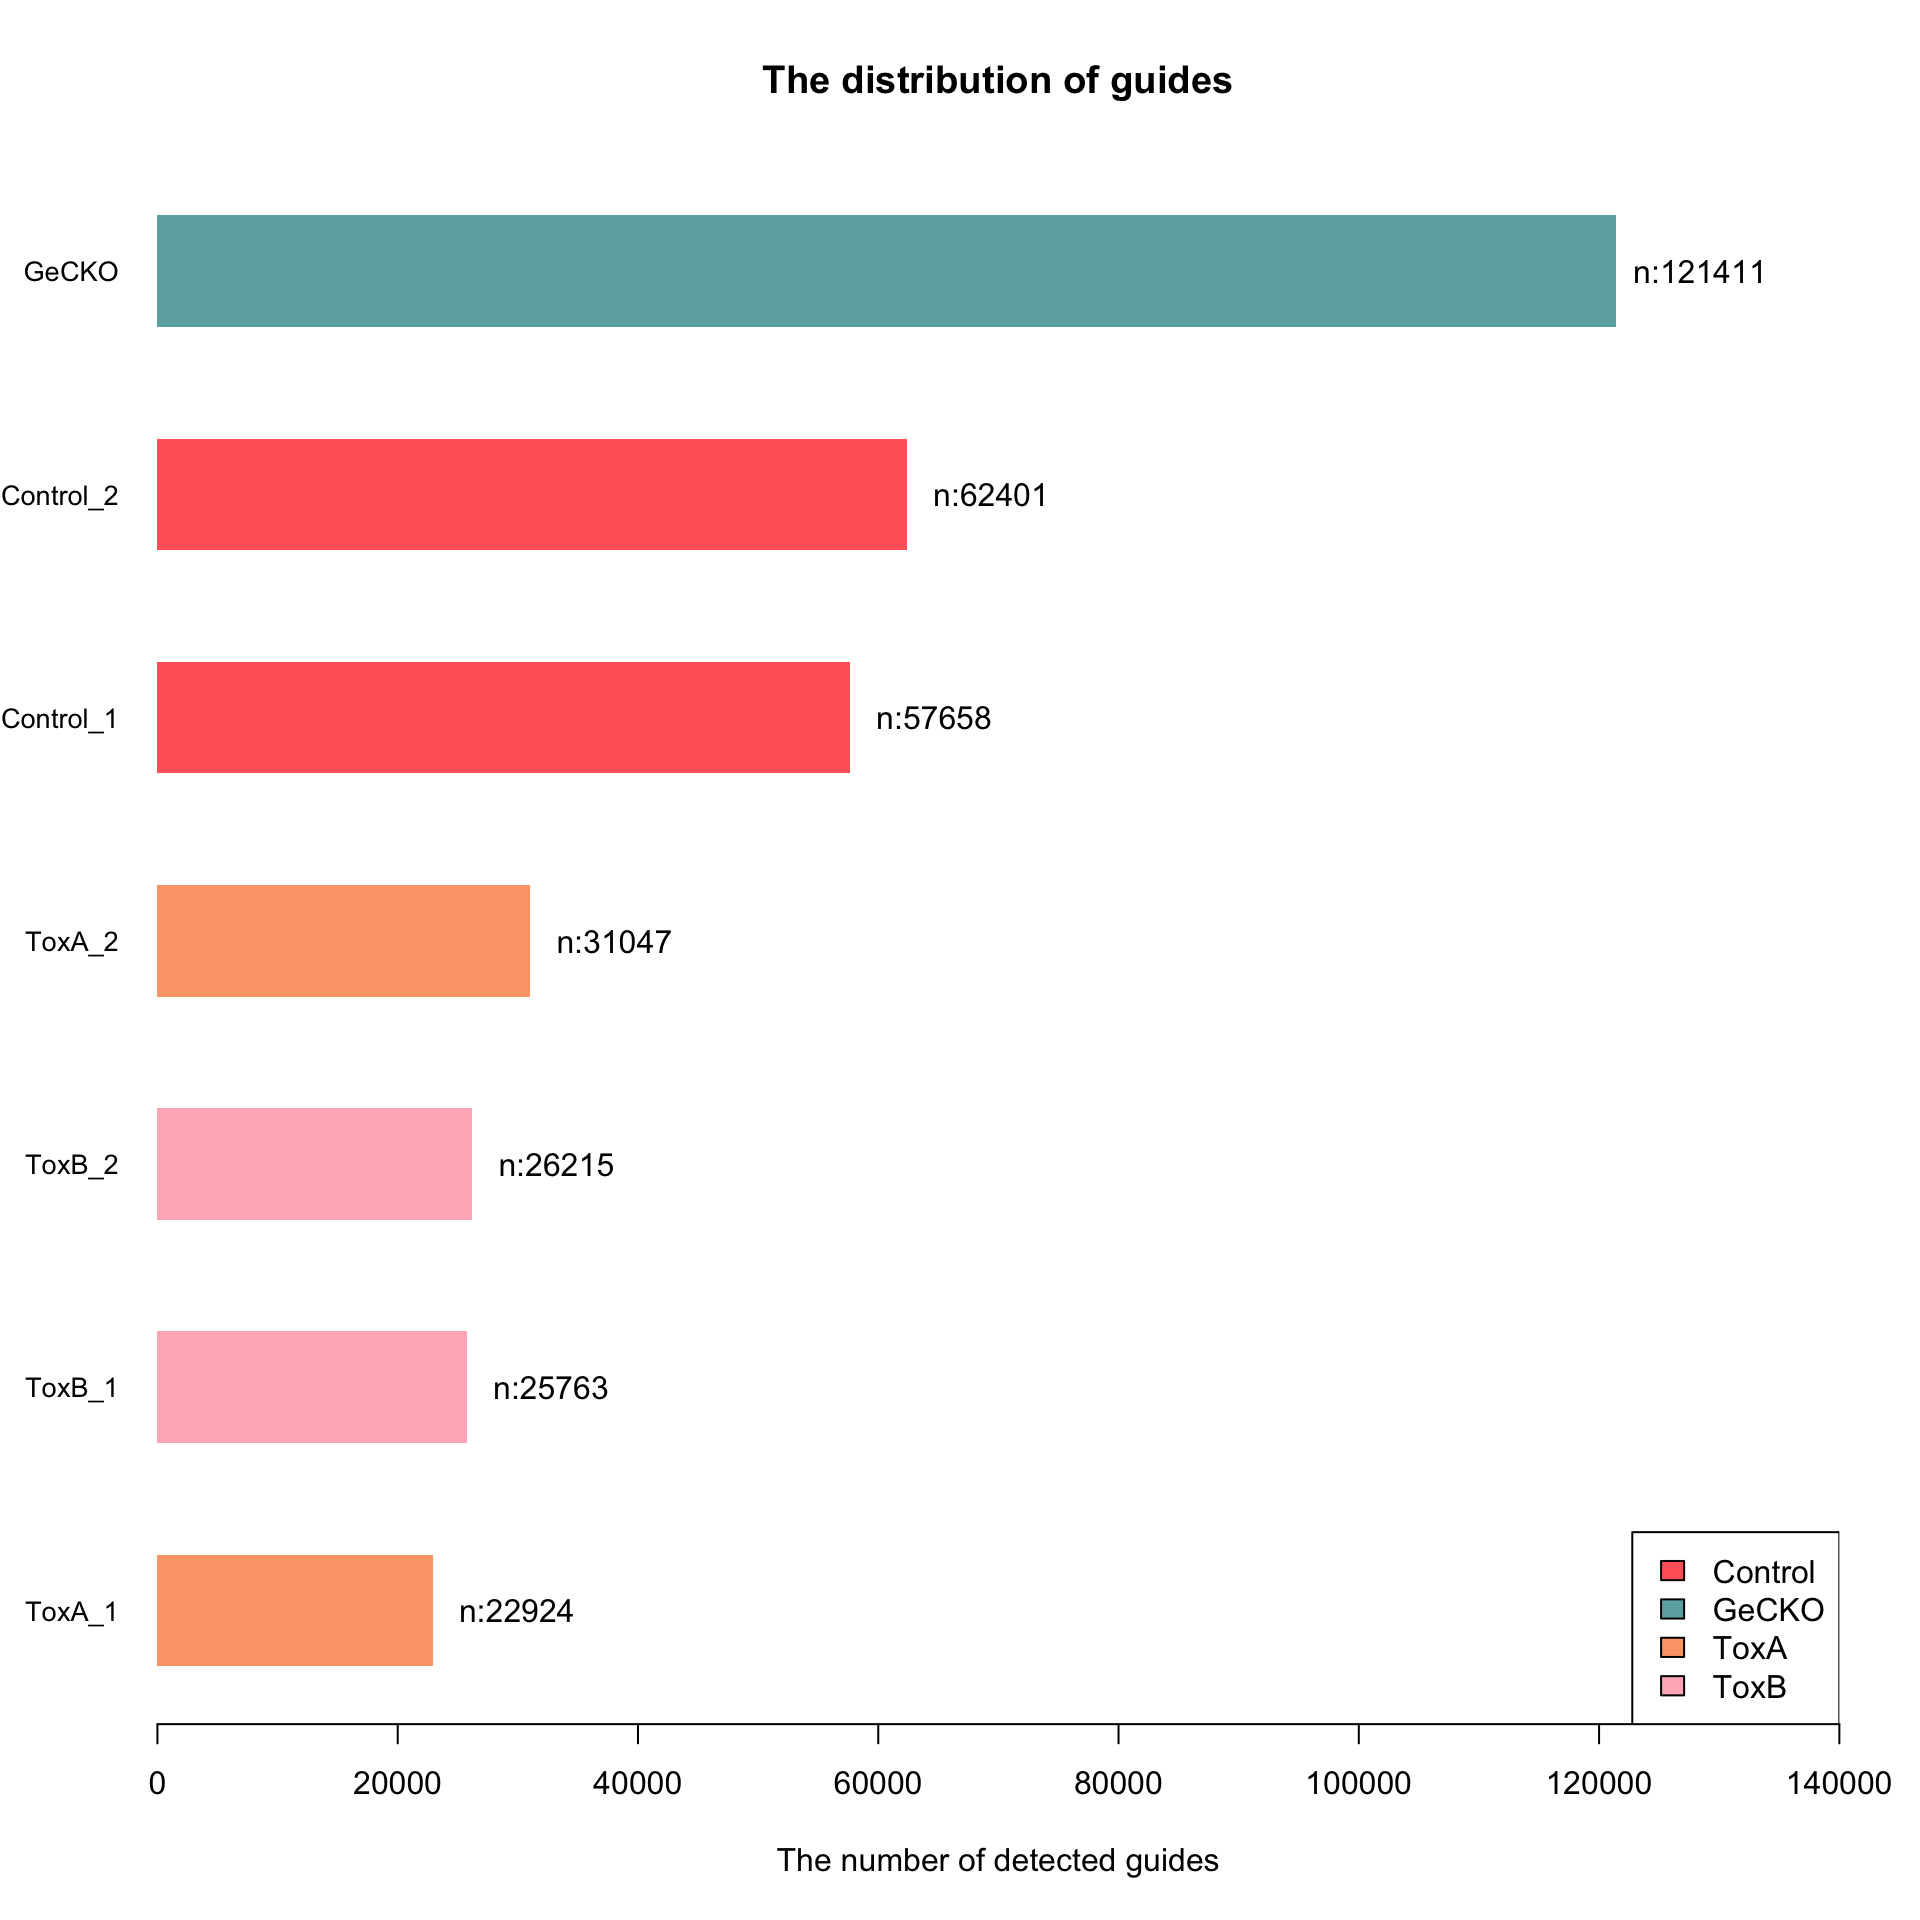 The distribution of guides
GeCKO
n:121411
Control_2
n:62401
Control_1
n:57658
ToxA_2
n:31047
ToxB_2
n:26215
ToxB_1
n:25763
ToxA_1
n:22924
Control
GeCKO
ToxA
ToxB
0 20000 40000 60000 80000 100000 120000 140000
The number of detected guides